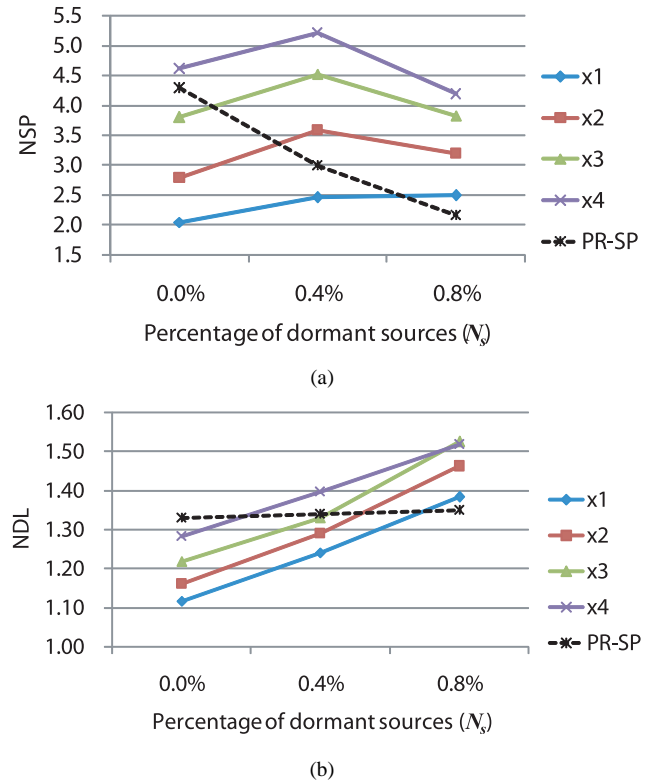 5.5
5.0
4.5
4.0
3.5
3.0
2.5
2.0
1.5
NSP
0.0% 0.4% 0.8%
Percentage of dormant sources (Ns)
x1
x2
x3
x4
PR-SP
(a)
1.60
1.50
1.40
1.30
1.20
1.10
1.00
NDL
0.0% 0.4% 0.8%
Percentage of dormant sources (Ns)
x1
x2
x3
x4
PR-SP
(b)